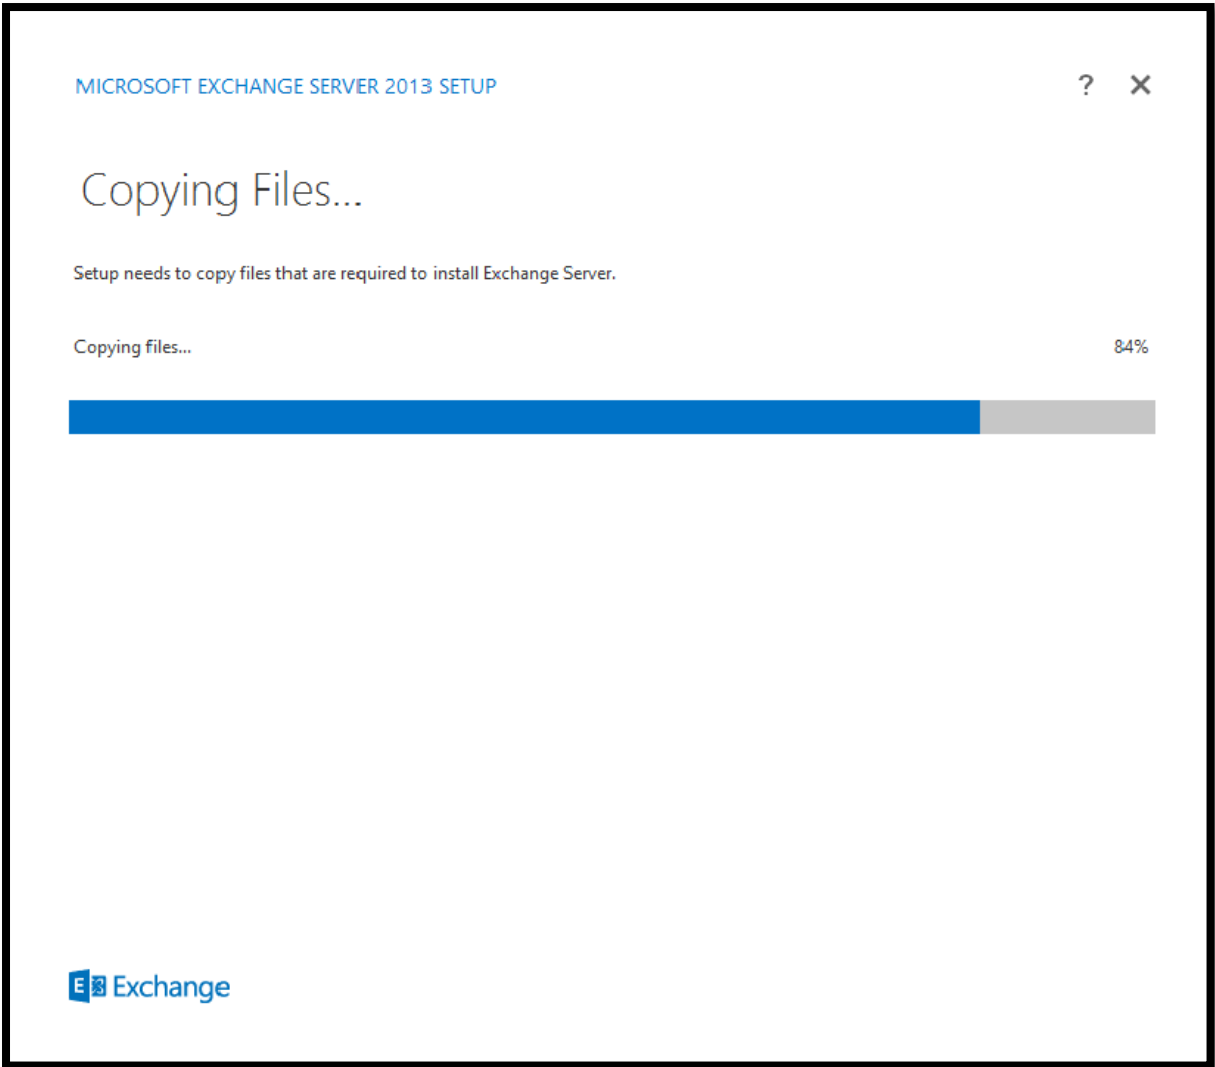 MICROSOFT EXCHANGE SERVER 2013 SETUP ? ✕
Copying Files...
Setup needs to copy files that are required to install Exchange Server.
Copying files... 84%
E Exchange